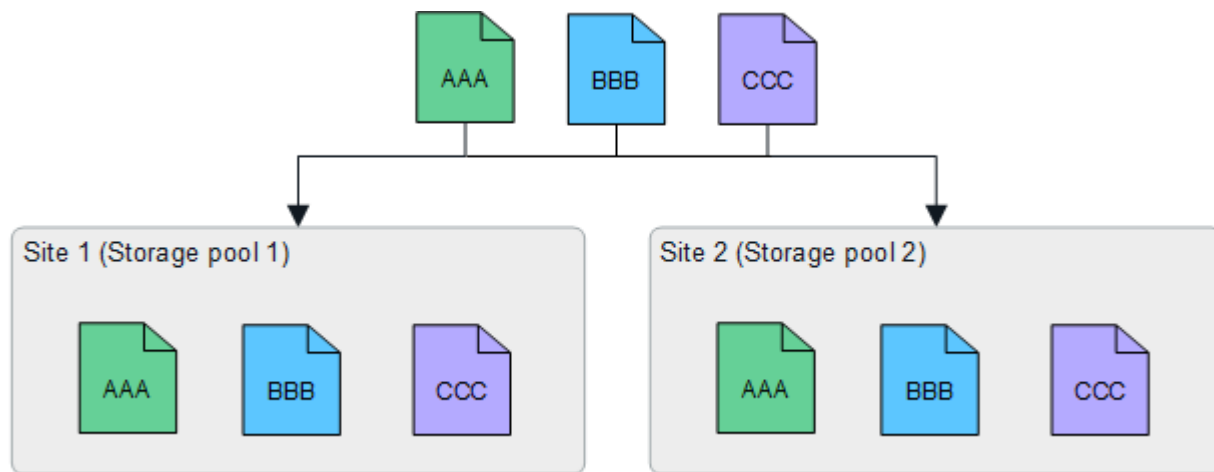 AAA BBB CCC
Site 1 (Storage pool 1)
AAA BBB CCC
Site 2 (Storage pool 2)
AAA BBB CCC